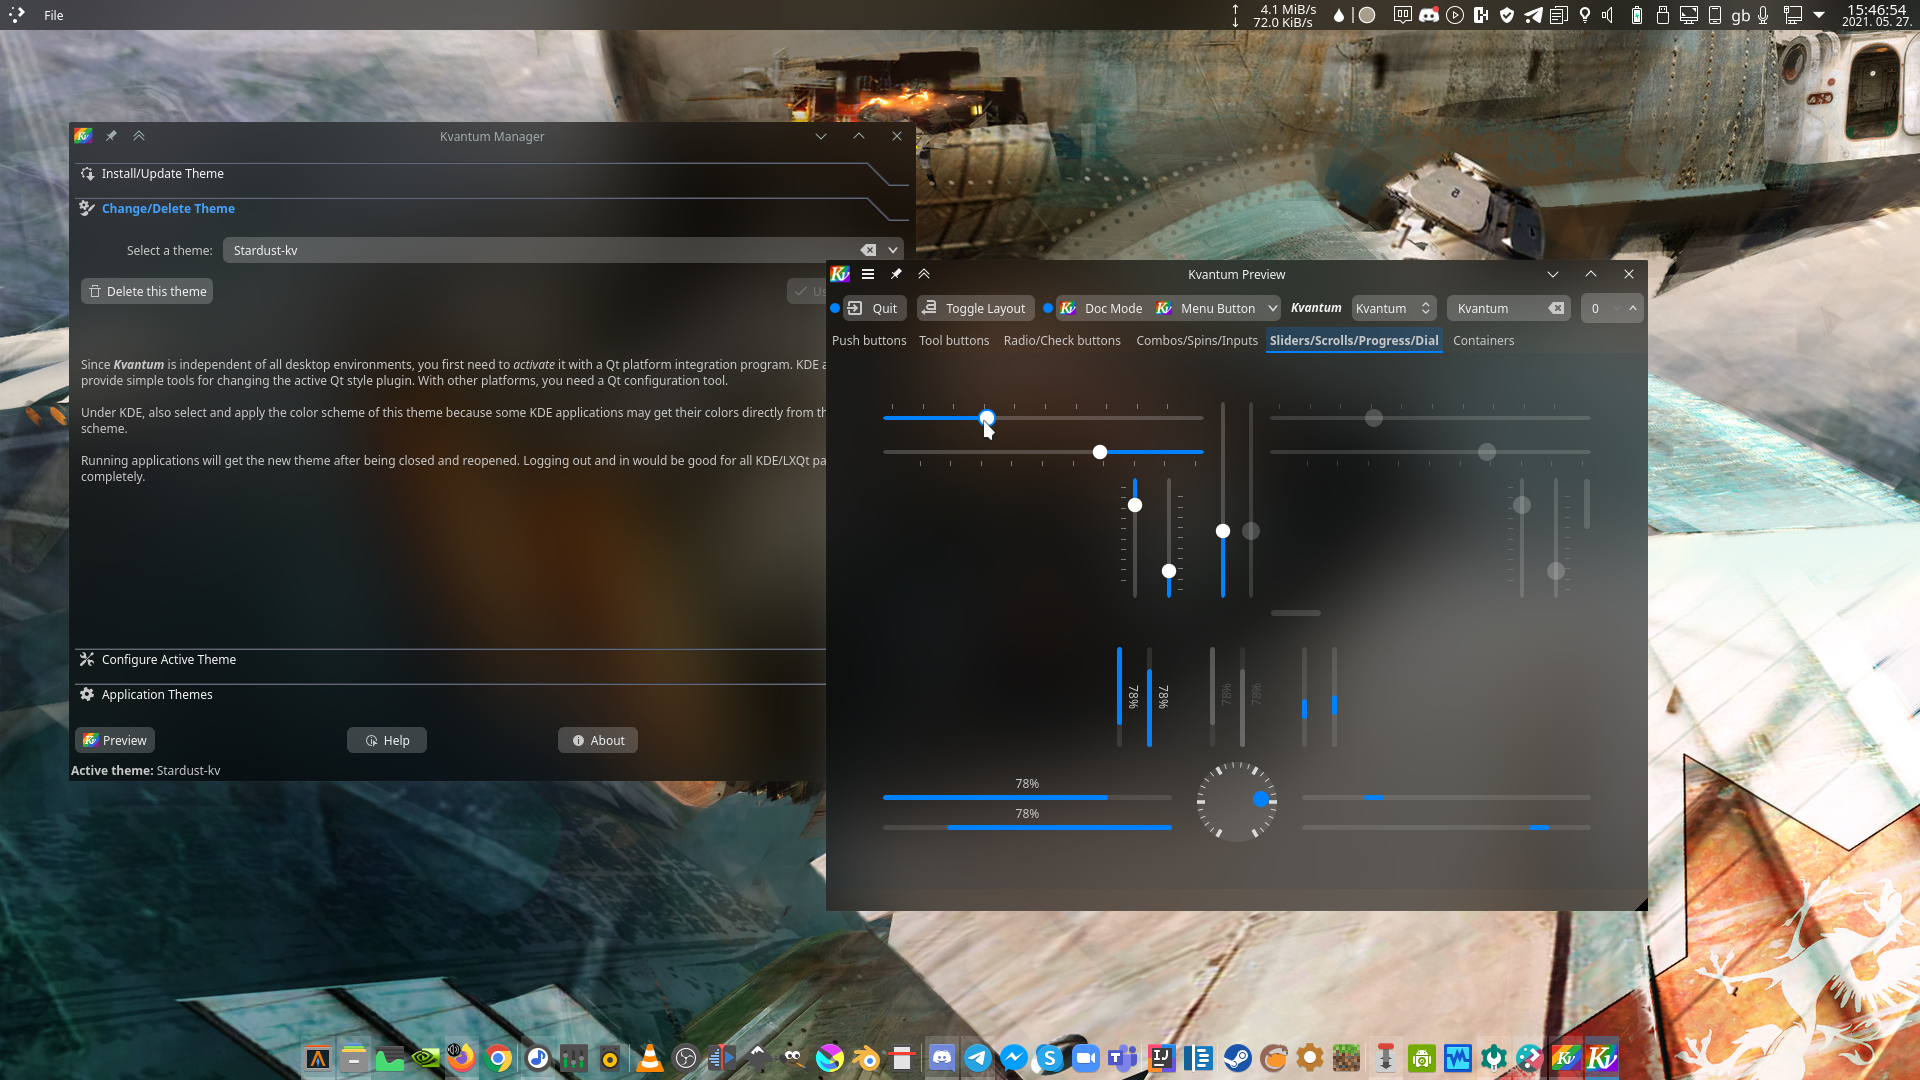 File
4.1 MiB/s
72.0 KiB/s
gb
15:46:54
2021. 05. 27.
Kvantum Manager
Install/Update Theme
Change/Delete Theme
Select a theme:
Stardust-kv
Delete this theme
Us
Since Kvantum is independent of all desktop environments, you first need to activate it with a Qt platform integration program. KDE a
provide simple tools for changing the active Qt style plugin. With other platforms, you need a Qt configuration tool.
Under KDE, also select and apply the color scheme of this theme because some KDE applications may get their colors directly from th
scheme.
Running applications will get the new theme after being closed and reopened. Logging out and in would be good for all KDE/LXQt pa
completely.
Configure Active Theme
Application Themes
Preview
Help
About
Active theme: Stardust-kv
Kvantum Preview
Quit
Toggle Layout
Doc Mode
Menu Button
Kvantum
Kvantum
Kvantum
0
Push buttons
Tool buttons
Radio/Check buttons
Combos/Spins/Inputs
Sliders/Scrolls/Progress/Dial
Containers
78%
78%
78%
78%
78%
78%